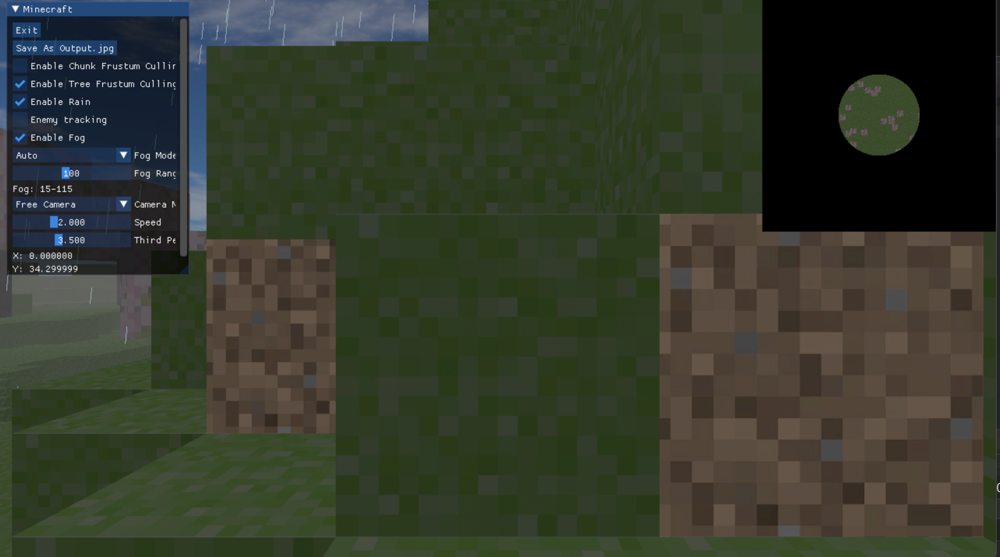 Minecraft
Exit
Save As Output.jpg
Enable Chunk Frustum Cullin
Enable Tree Frustum Culling
Enable Rain
Enemy tracking
Enable Fog
Auto Fog Mode
100 Fog Rang
Fog: 15-115
Free Camera Camera M
2.000 Speed
3.500 Third Pe
X: 0.000000
Y: 34.299999